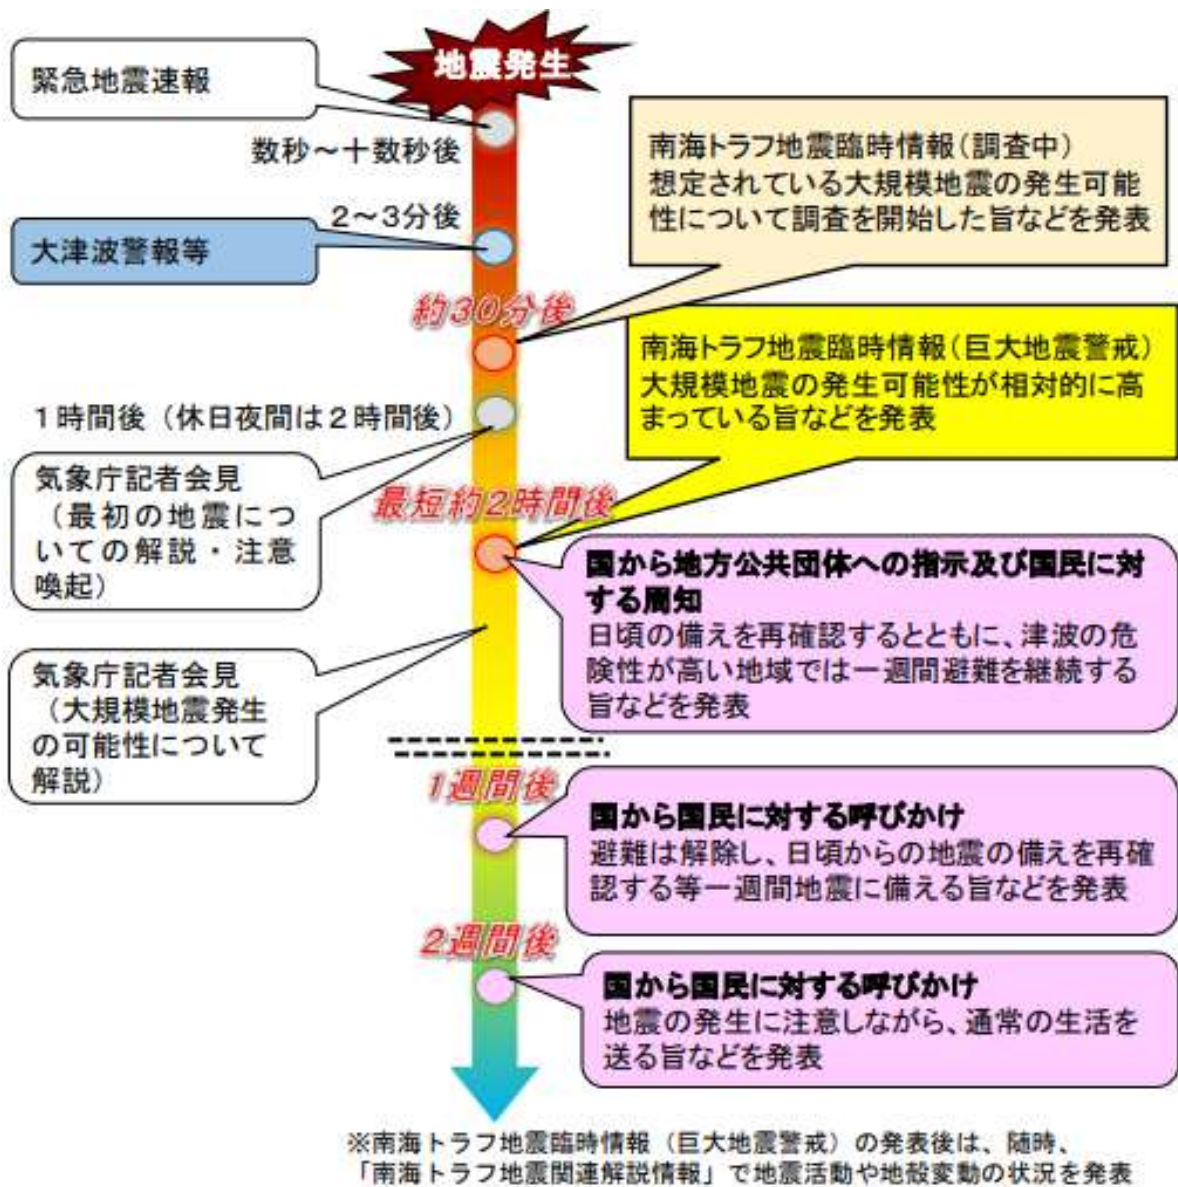 地震発生
緊急地震速報
数秒～十数秒後
2～3分後
大津波警報等
南海トラフ地震臨時情報（調査中）
想定されている大規模地震の発生可能
性について調査を開始した旨などを発表
約30分後
南海トラフ地震臨時情報（巨大地震警戒）
大規模地震の発生可能性が相対的に高
まっている旨などを発表
１時間後（休日夜間は２時間後）
気象庁記者会見
（最初の地震につ
いての解説・注意
喚起）
最短約2時間後
国から地方公共団体への指示及び国民に対
する周知
日頃の備えを再確認するとともに、津波の危
険性が高い地域では一週間避難を継続する
旨などを発表
気象庁記者会見
（大規模地震発生
の可能性について
解説）
1週間後
国から国民に対する呼びかけ
避難は解除し、日頃からの地震の備えを再確
認する等一週間地震に備える旨などを発表
2週間後
国から国民に対する呼びかけ
地震の発生に注意しながら、通常の生活を
送る旨などを発表
※南海トラフ地震臨時情報（巨大地震警戒）の発表後は、随時、
「南海トラフ地震関連解説情報」で地震活動や地殻変動の状況を発表